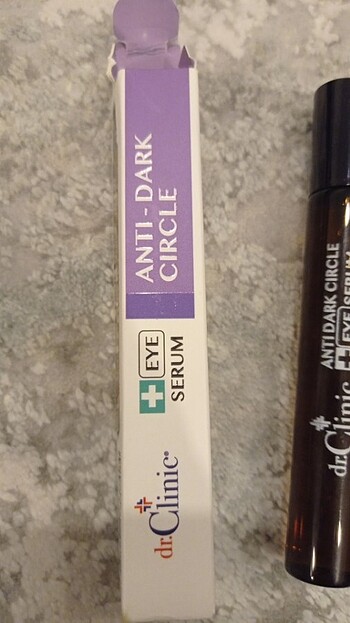 ANTI-DARK
CIRCLE
EYE
SERUM
dr.Clinic®
ANTI DARK CIRCLE
EYE SERUM
dr.Clinic